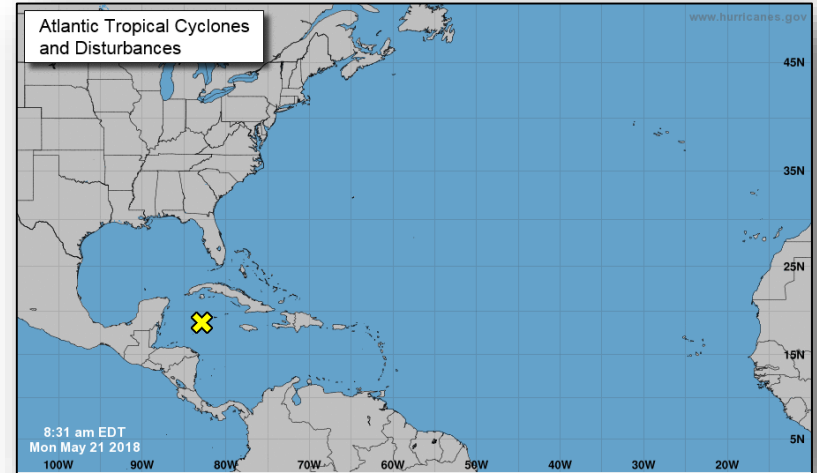 Atlantic Tropical Cyclones
and Disturbances
www.hurricanes.gov
45N
35N
25N
15N
5N
8:31 am EDT
Mon May 21 2018
100W 90W 80W 70W 60W 50W 40W 30W 20W